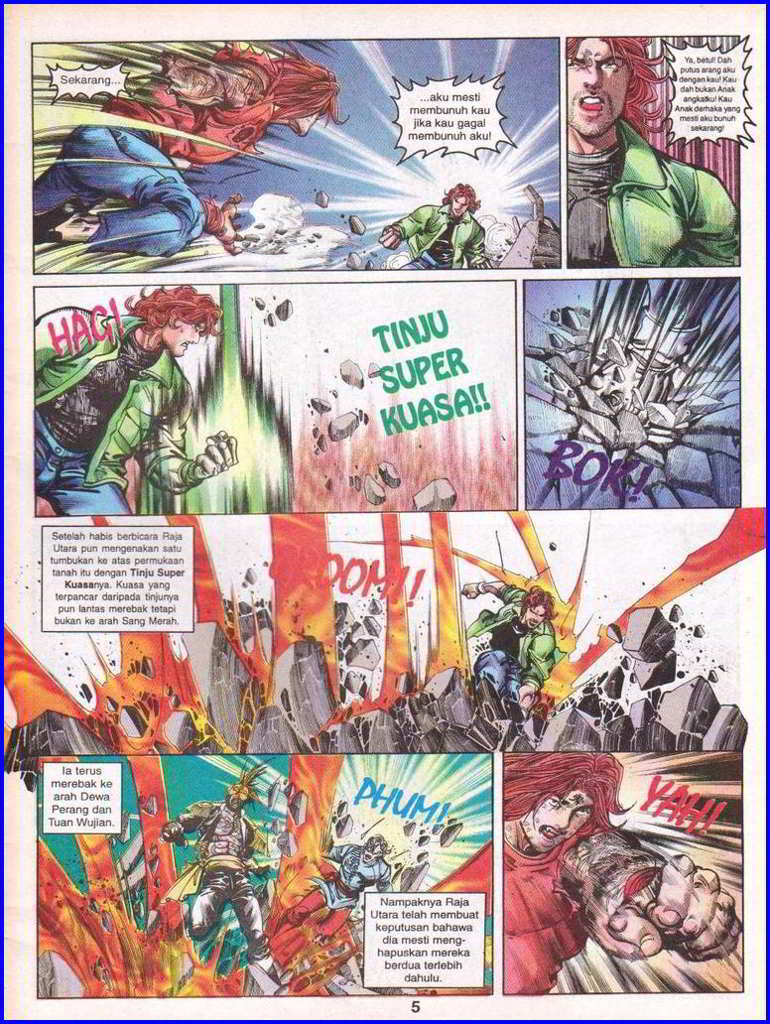 Sekarang...
...aku mesti
membunuh kau
jika kau gagal
membunuh aku!
Ya, betul! Dah
putus arang aku
dengan kau! Kau
dah bukan Anak
angkatku! Kau
Anak derhaka yang
mesti aku bunuh
sekarang!
HAG!
TINJU
SUPER
KUASA!!
BOK!
Setelah habis berbicara Raja
Utara pun mengenakan satu
tumbukan ke atas permukaan
tanah itu dengan Tinju Super
Kuasanya. Kuasa yang
terpancar daripada tinjunya
pun lantas merebak tetapi
bukan ke arah Sang Merah.
Ia terus
merebak ke
arah Dewa
Perang dan
Tuan Wujian.
PHUM!
Nampaknya Raja
Utara telah membuat
keputusan bahawa
dia mesti meng-
hapuskan mereka
berdua terlebih
dahulu.
YAH!
5